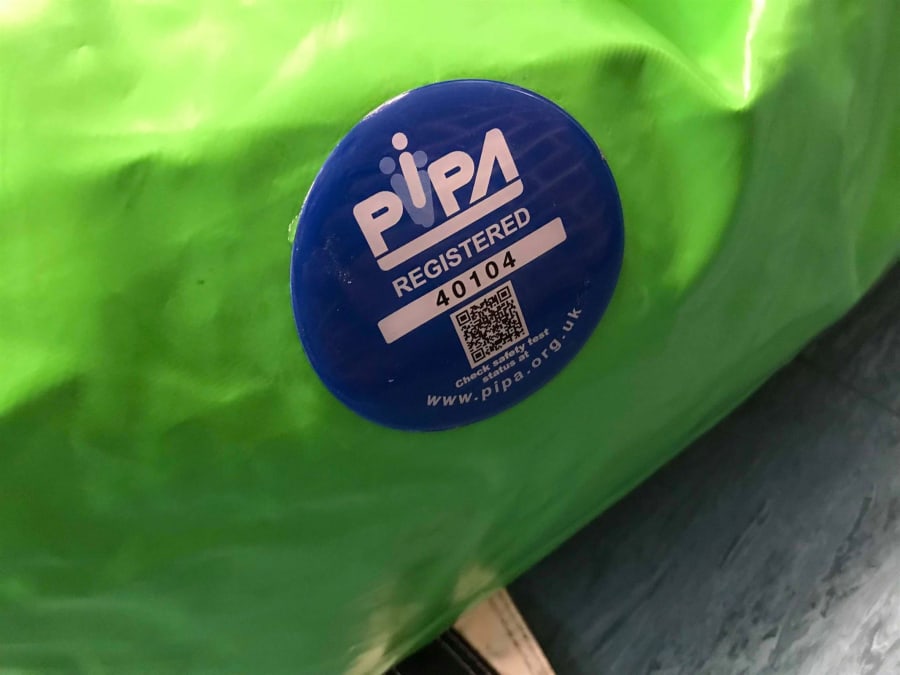 PiPA
REGISTERED
40104
Check safety test
status at
www.pipa.org.uk